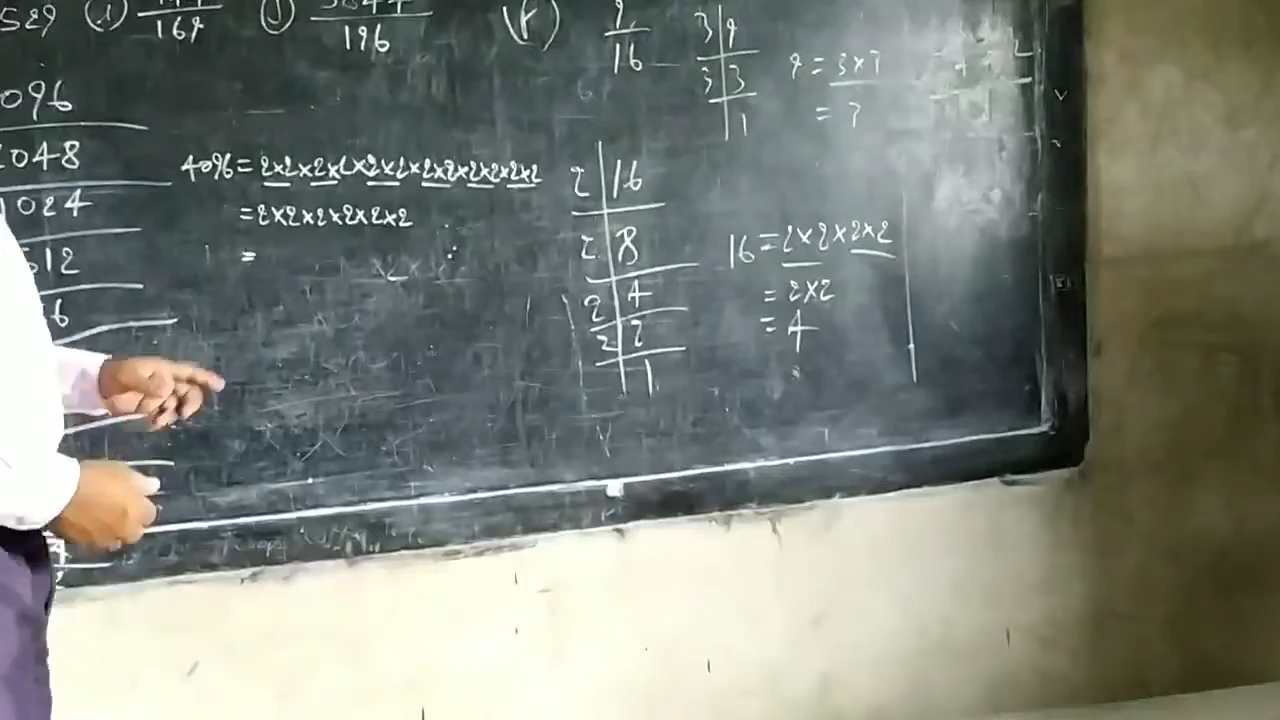 529
169
(j)
196
(k) 9/16
3 | 9
3 | 3
1
9 = 3×3
= 3
096
2048
1024
512
6
4096 = 2×2×2×2×2×2×2×2×2×2×2×2
= 2×2×2×2×2×2
=
2 | 16
2 | 8
2 | 4
2 | 2
1
16 = 2×2×2×2
= 2×2
= 4